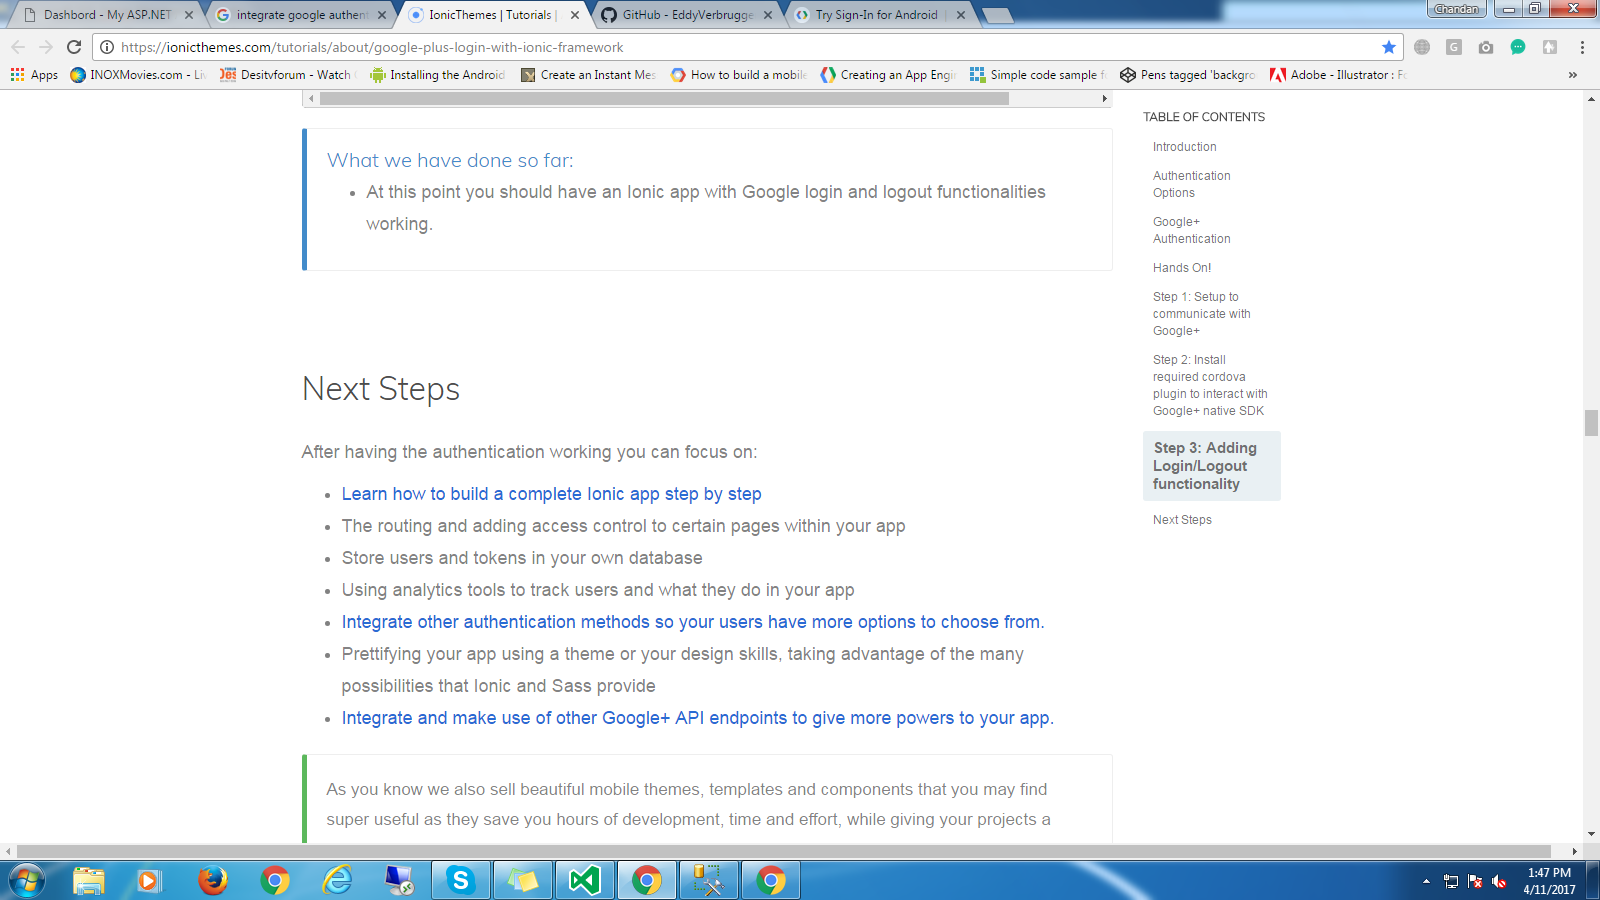 Dashbord - My ASP.NET
integrate google authent
IonicThemes | Tutorials |
GitHub - EddyVerbrugge
Try Sign-In for Android
Chandan
https://ionicthemes.com/tutorials/about/google-plus-login-with-ionic-framework
Apps
INOXMovies.com - Liv
Desitvforum - Watch
Installing the Android
Create an Instant Mes
How to build a mobile
Creating an App Engin
Simple code sample f
Pens tagged 'backgro
Adobe - Illustrator : Fo
»
What we have done so far:
At this point you should have an Ionic app with Google login and logout functionalities
working.
Next Steps
After having the authentication working you can focus on:
Learn how to build a complete Ionic app step by step
The routing and adding access control to certain pages within your app
Store users and tokens in your own database
Using analytics tools to track users and what they do in your app
Integrate other authentication methods so your users have more options to choose from.
Prettifying your app using a theme or your design skills, taking advantage of the many
possibilities that Ionic and Sass provide
Integrate and make use of other Google+ API endpoints to give more powers to your app.
As you know we also sell beautiful mobile themes, templates and components that you may find
super useful as they save you hours of development, time and effort, while giving your projects a
TABLE OF CONTENTS
Introduction
Authentication
Options
Google+
Authentication
Hands On!
Step 1: Setup to
communicate with
Google+
Step 2: Install
required cordova
plugin to interact with
Google+ native SDK
Step 3: Adding
Login/Logout
functionality
Next Steps
1:47 PM
4/11/2017